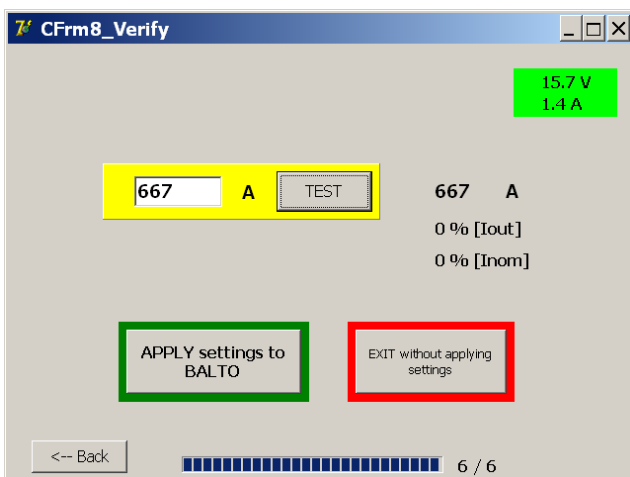 CFrm8_Verify
15.7 V
1.4 A
667 A TEST 667 A
0 % [Iout]
0 % [Inom]
APPLY settings to
BALTO
EXIT without applying
settings
<-- Back
6 / 6